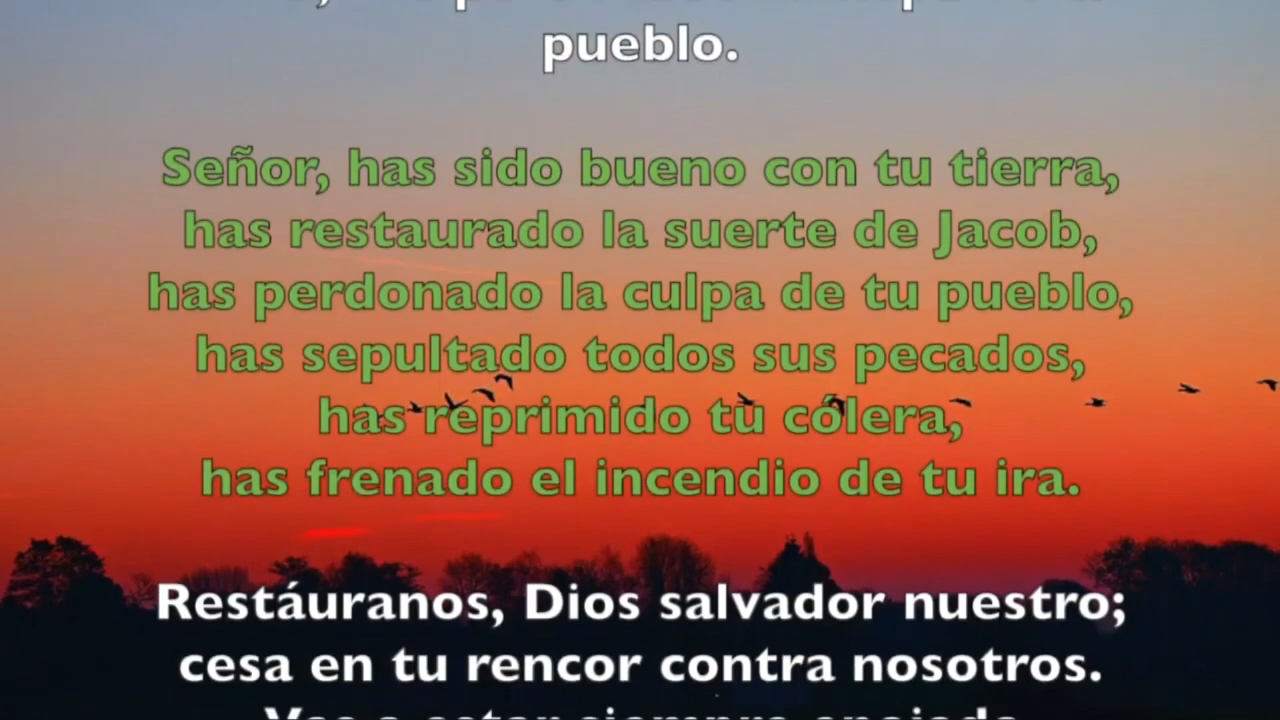 pueblo.
Señor, has sido bueno con tu tierra,
has restaurado la suerte de Jacob,
has perdonado la culpa de tu pueblo,
has sepultado todos sus pecados,
has reprimido tu cólera,
has frenado el incendio de tu ira.
Restáuranos, Dios salvador nuestro;
cesa en tu rencor contra nosotros.